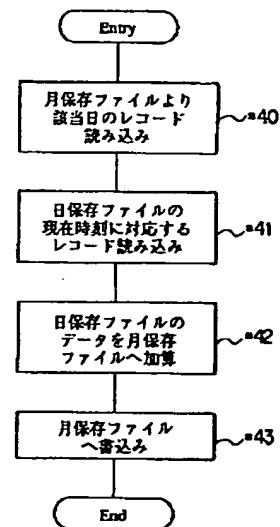 Entry
月保存ファイルより
該当日のレコード
読み込み
#40
日保存ファイルの
現在時刻に対応する
レコード読み込み
#41
日保存ファイルの
データを月保存
ファイルへ加算
#42
月保存ファイル
へ書込み
#43
End